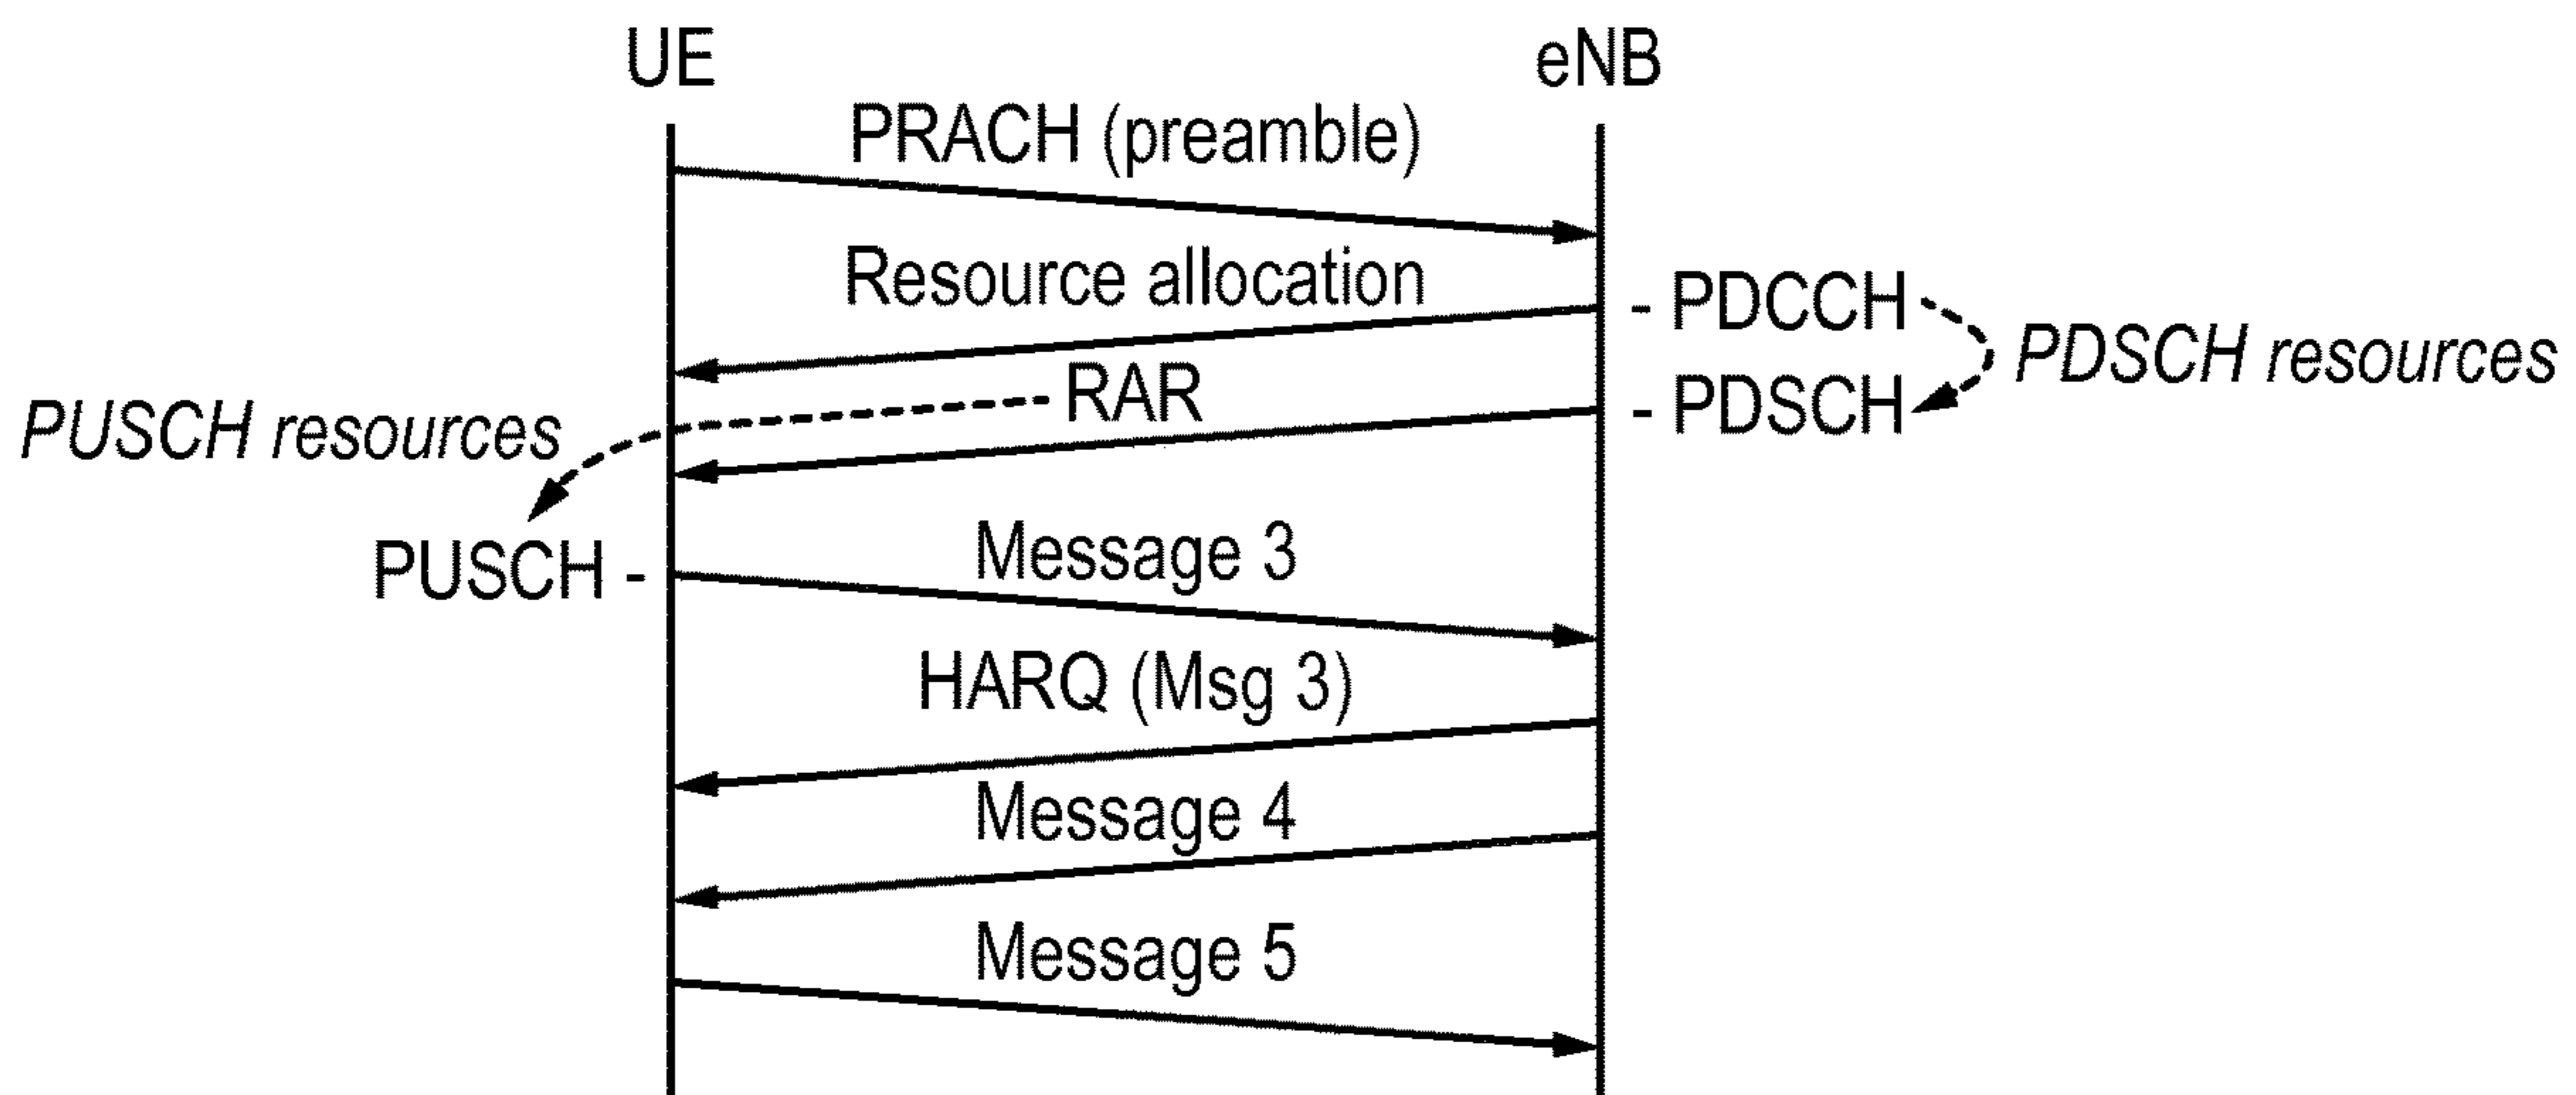 UE
eNB
PRACH (preamble)
Resource allocation
- PDCCH
PDSCH resources
RAR
- PDSCH
PUSCH resources
Message 3
PUSCH -
HARQ (Msg 3)
Message 4
Message 5